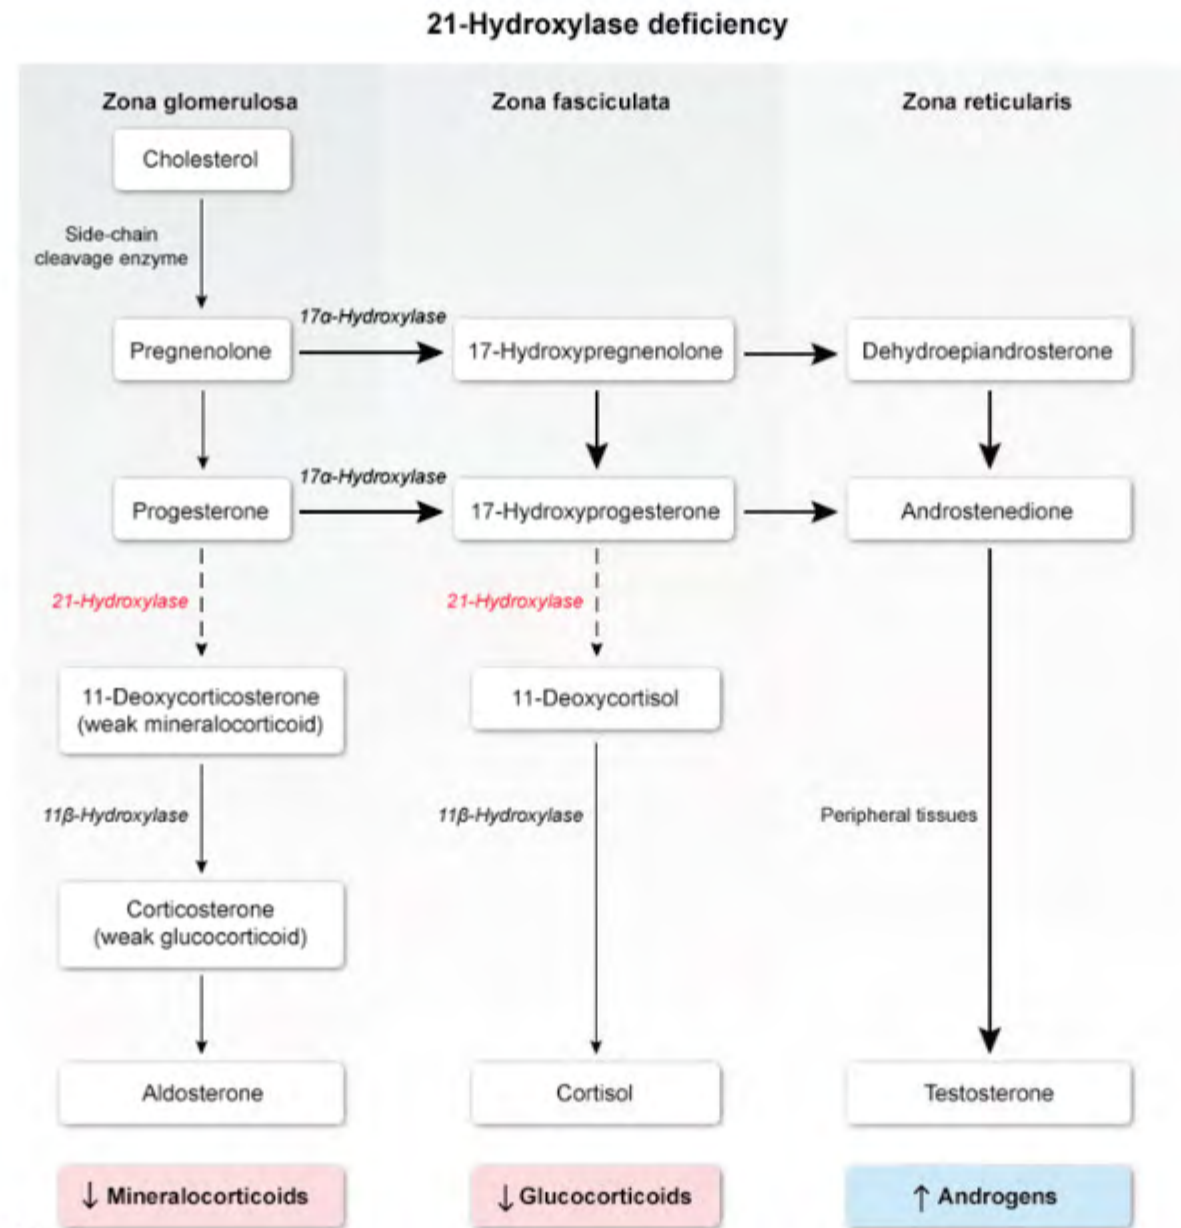 21-Hydroxylase deficiency
Zona glomerulosa
Zona fasciculata
Zona reticularis
Cholesterol
Side-chain
cleavage enzyme
Pregnenolone
17α-Hydroxylase
17-Hydroxypregnenolone
Dehydroepiandrosterone
Progesterone
17α-Hydroxylase
17-Hydroxyprogesterone
Androstenedione
21-Hydroxylase
21-Hydroxylase
11-Deoxycorticosterone
(weak mineralocorticoid)
11-Deoxycortisol
11β-Hydroxylase
11β-Hydroxylase
Peripheral tissues
Corticosterone
(weak glucocorticoid)
Aldosterone
Cortisol
Testosterone
↓ Mineralocorticoids
↓ Glucocorticoids
↑ Androgens